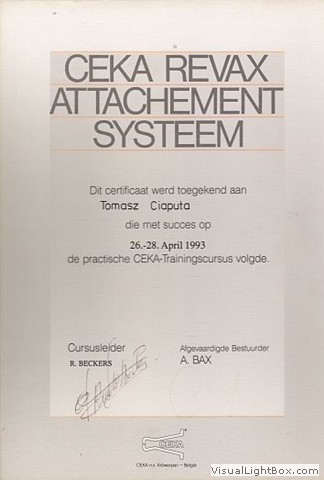 CEKA REVAX
ATTACHEMENT
SYSTEEM
Dit certificaat werd toegekend aan
Tomasz Ciaputa
die met succes op
26.-28. April 1993
de practische CEKA-Trainingscursus volgde.
Cursusleider
R. BECKERS
Afgevaardigde Bestuurder
A. BAX
CEKA
CEKA n.v. Antwerpen - België
VisualLightBox.com